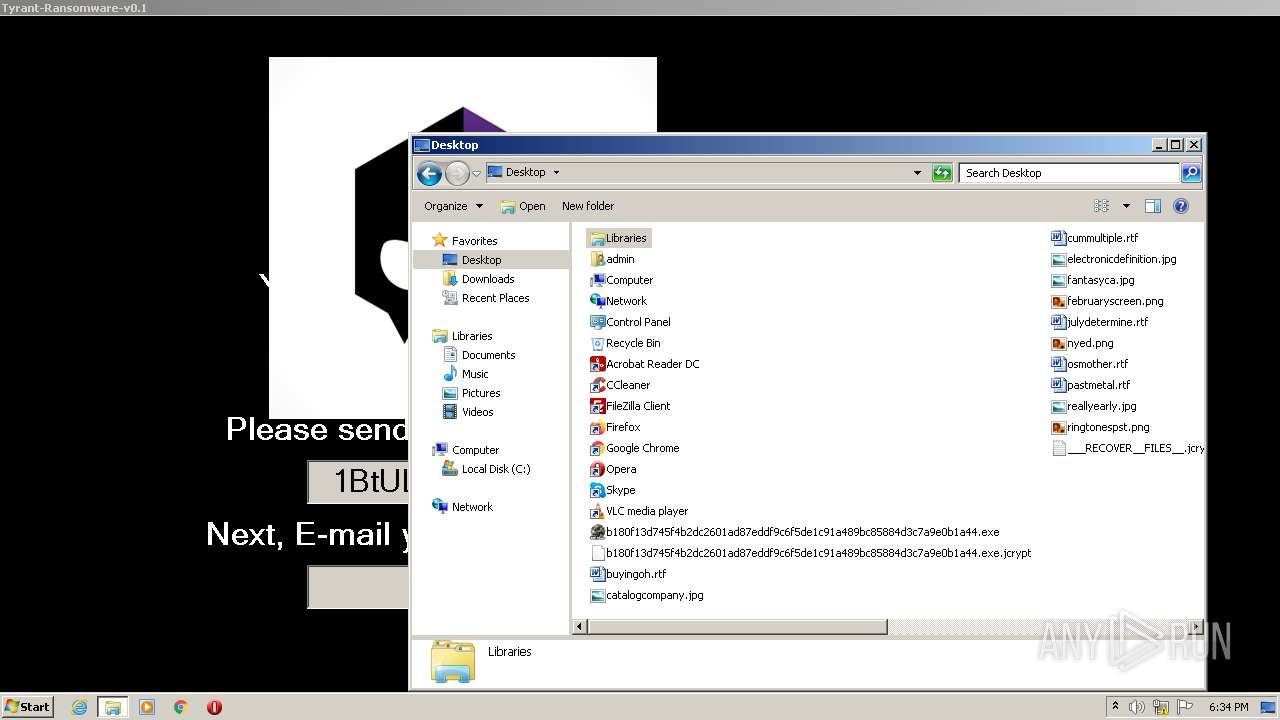 Tyrant-Ransomware-v0.1
Please send
1BtUL
Next, E-mail y
Desktop
Desktop
Search Desktop
Organize
Open
New folder
Favorites
Desktop
Downloads
Recent Places
Libraries
Documents
Music
Pictures
Videos
Computer
Local Disk (C:)
Network
Libraries
admin
Computer
Network
Control Panel
Recycle Bin
Acrobat Reader DC
CCleaner
FileZilla Client
Firefox
Google Chrome
Opera
Skype
VLC media player
b180f13d745f4b2dc2601ad87eddf9c6f5de1c91a489bc85884d3c7a9e0b1a44.exe
b180f13d745f4b2dc2601ad87eddf9c6f5de1c91a489bc85884d3c7a9e0b1a44.exe.jcrypt
buyingoh.rtf
catalogcompany.jpg
cummultiple.rtf
electronicdefinition.jpg
fantasyca.jpg
februaryscreen.png
julydetermine.rtf
nyed.png
osmother.rtf
pastmetal.rtf
reallyearly.jpg
ringtonespst.png
___RECOVER__FILES__.jcry
Libraries
ANY RUN
Start
6:34 PM